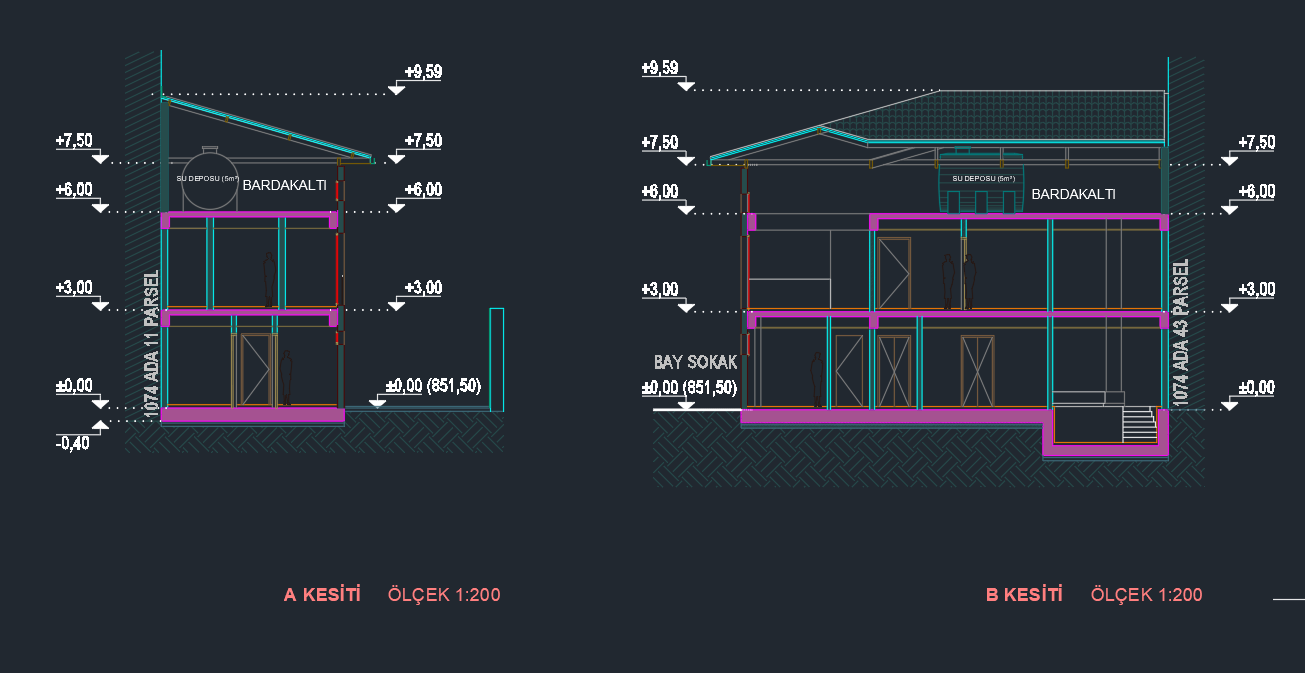 +9,59
+7,50
+7,50
SU DEPOSU (5m³)
BARDAKALTI
+6,00
+6,00
+3,00
+3,00
1074 ADA 11 PARSEL
±0,00
±0,00 (851,50)
-0,40
A KESİTİ ÖLÇEK 1:200
+9,59
+7,50
+7,50
SU DEPOSU (5m³)
BARDAKALTI
+6,00
+6,00
+3,00
+3,00
1074 ADA 43 PARSEL
BAY SOKAK
±0,00 (851,50)
±0,00
B KESİTİ ÖLÇEK 1:200